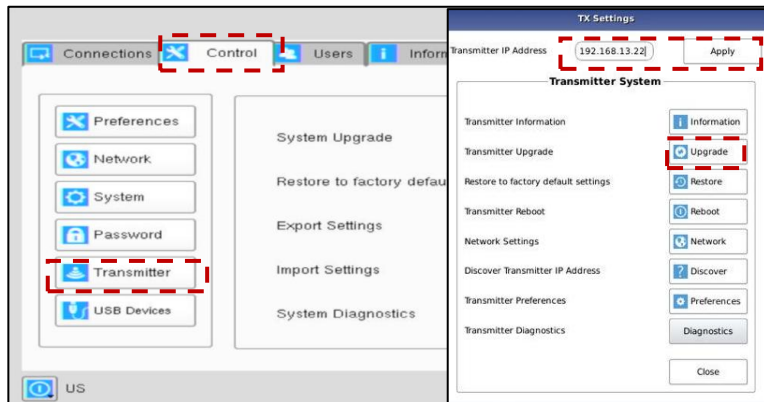 Connections
Control
Users
Inform
Preferences
Network
System
Password
Transmitter
USB Devices
System Upgrade
Restore to factory defau
Export Settings
Import Settings
System Diagnostics
US
TX Settings
Transmitter IP Address 192.168.13.22 Apply
Transmitter System
Transmitter Information Information
Transmitter Upgrade Upgrade
Restore to factory default settings Restore
Transmitter Reboot Reboot
Network Settings Network
Discover Transmitter IP Address Discover
Transmitter Preferences Preferences
Transmitter Diagnostics Diagnostics
Close